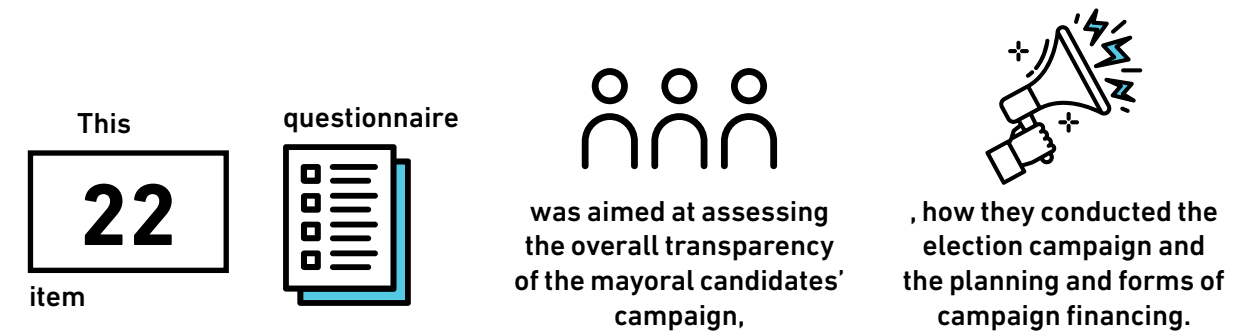 This
22
item
questionnaire
was aimed at assessing
the overall transparency
of the mayoral candidates’
campaign,
, how they conducted the
election campaign and
the planning and forms of
campaign financing.